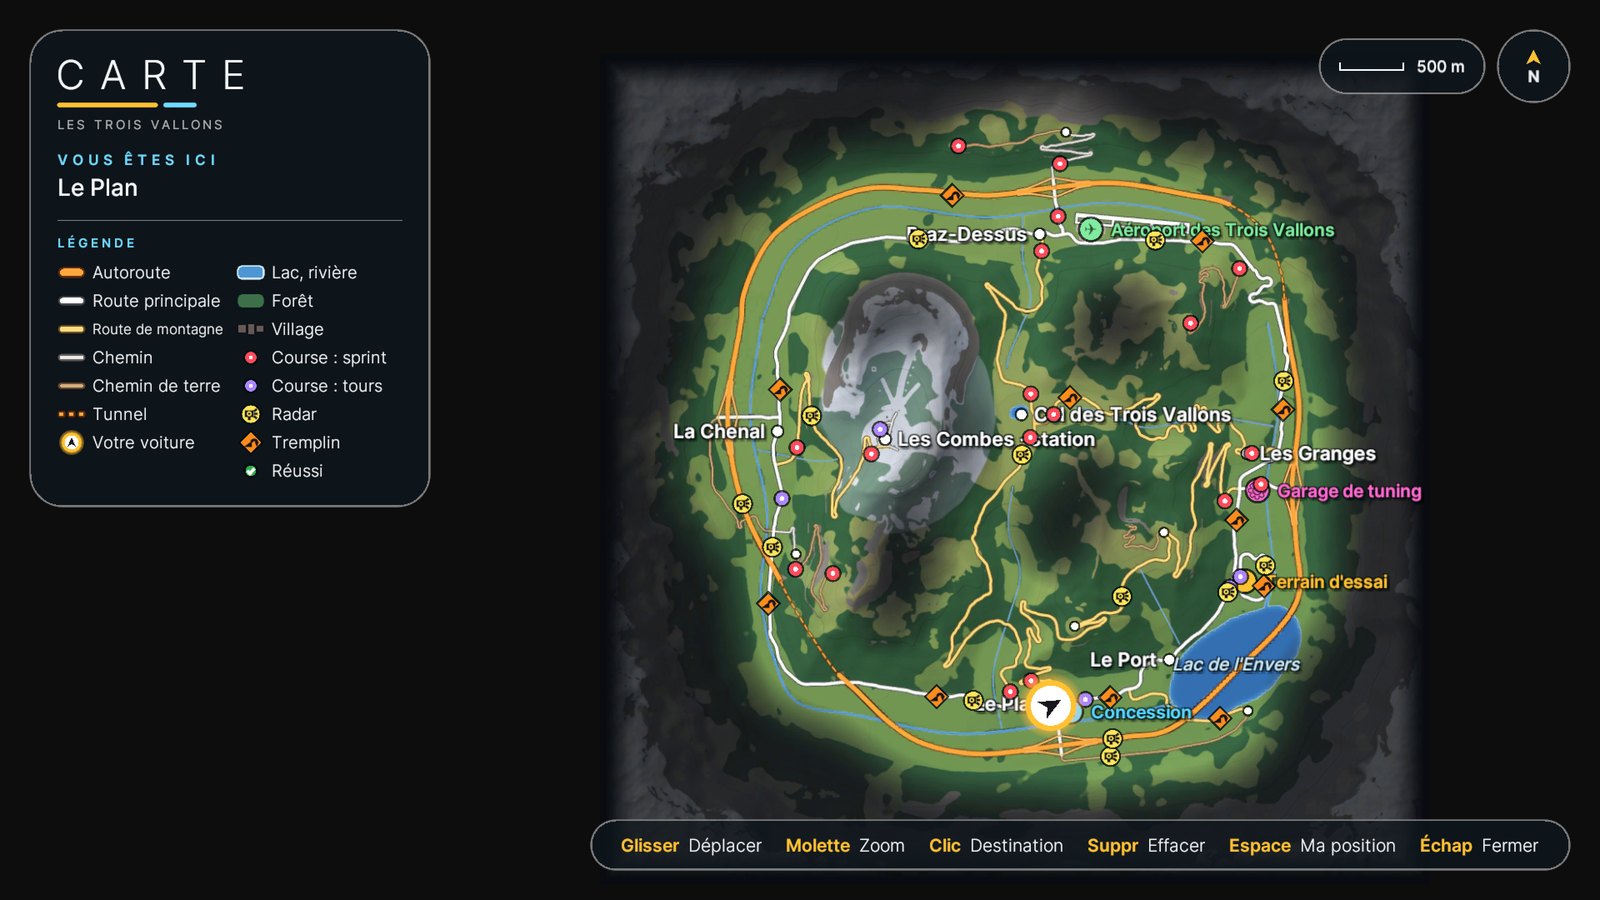 CARTE
LES TROIS VALLONS
VOUS ÊTES ICI
Le Plan
LÉGENDE
Autoroute
Lac, rivière
Route principale
Forêt
Route de montagne
Village
Chemin
Course : sprint
Chemin de terre
Course : tours
Tunnel
Radar
Votre voiture
Tremplin
Réussi
500 m
N
Aéroport des Trois Vallons
des Trois Vallons
La Chenal
Les Combes
Les Granges
Garage de tuning
Terrain d'essai
Le Port
Lac de l'Envers
Concession
Glisser Déplacer Molette Zoom Clic Destination Suppr Effacer Espace Ma position Échap Fermer